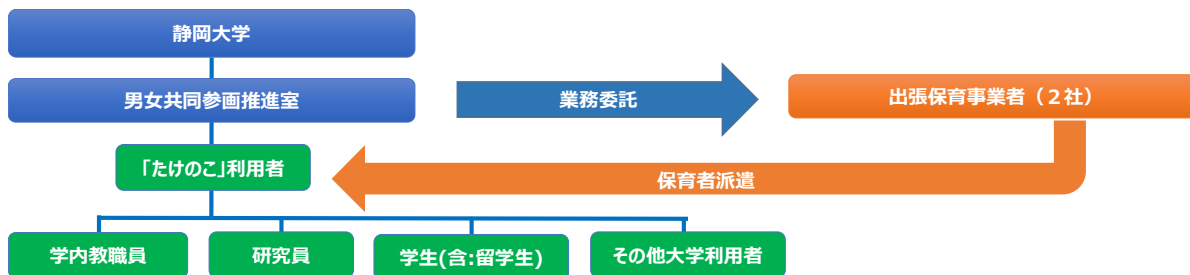 静岡大学
男女共同参画推進室
業務委託
出張保育事業者（２社）
「たけのこ」利用者
保育者派遣
学内教職員
研究員
学生(含:留学生)
その他大学利用者